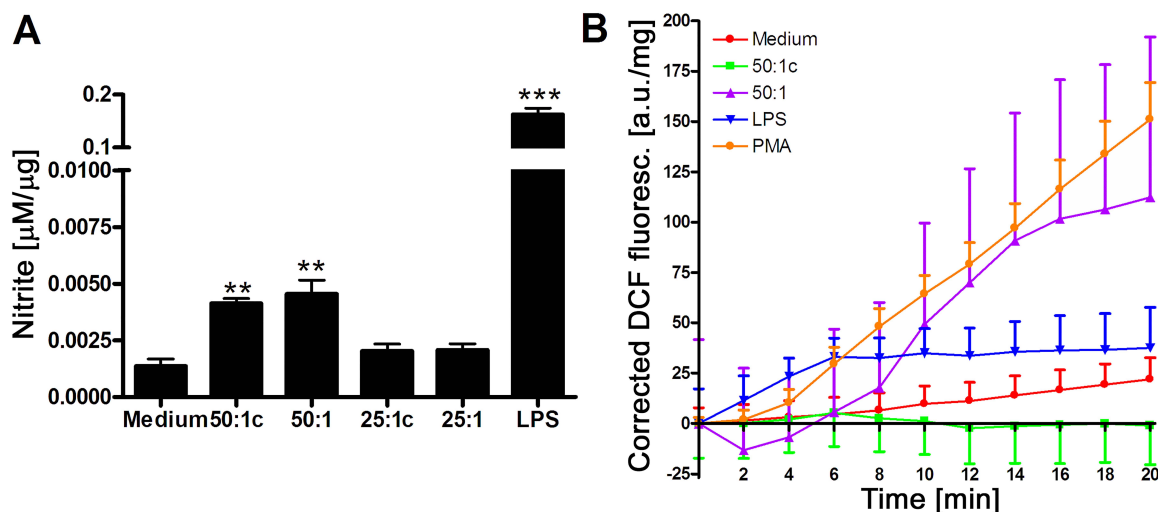 A
Nitrite [µM/µg]
0.2
0.1
0.0100
0.0075
0.0050
0.0025
0.0000
**
**
***
Medium 50:1c 50:1 25:1c 25:1 LPS
B
Corrected DCF fluoresc. [a.u./mg]
200
175
150
125
100
75
50
25
0
-25
Medium
50:1c
50:1
LPS
PMA
2 4 6 8 10 12 14 16 18 20
Time [min]